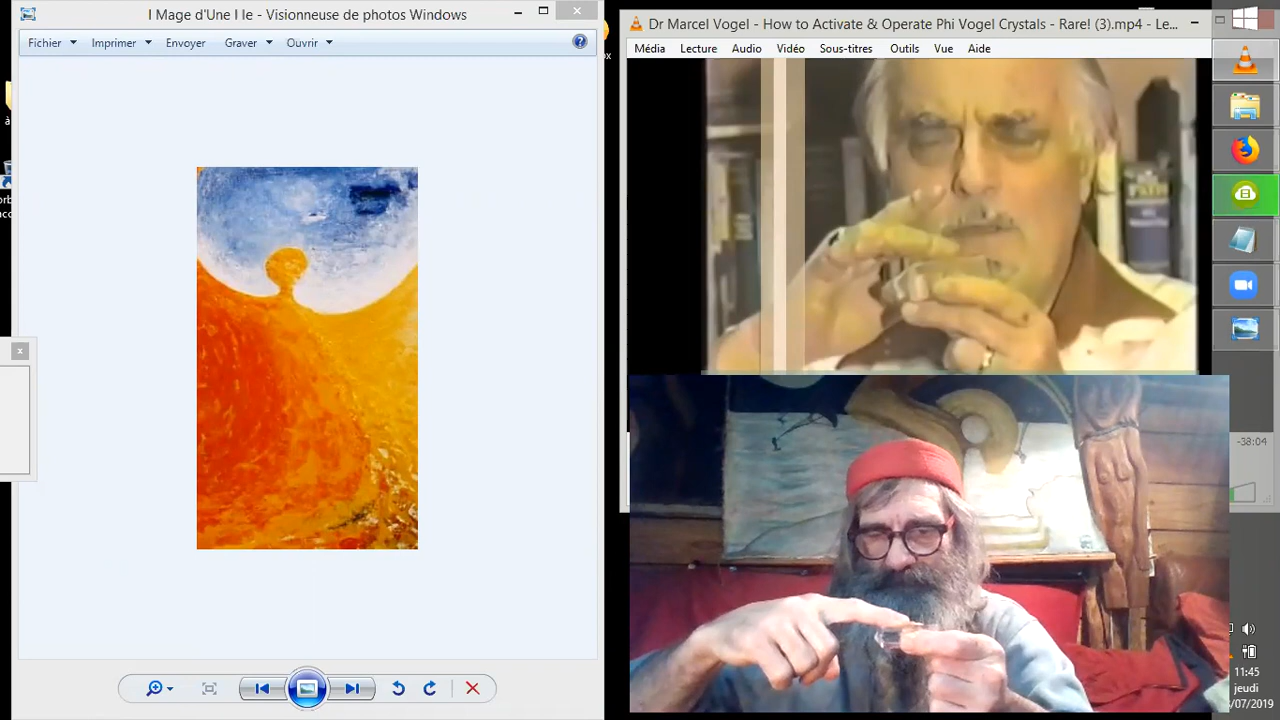 I Mage d'Une I le - Visionneuse de photos Windows
Fichier Imprimer Envoyer Graver Ouvrir
Dr Marcel Vogel - How to Activate & Operate Phi Vogel Crystals - Rare! (3).mp4 - Le...
Média Lecture Audio Vidéo Sous-titres Outils Vue Aide
-38:04
11:45
jeudi
/07/2019